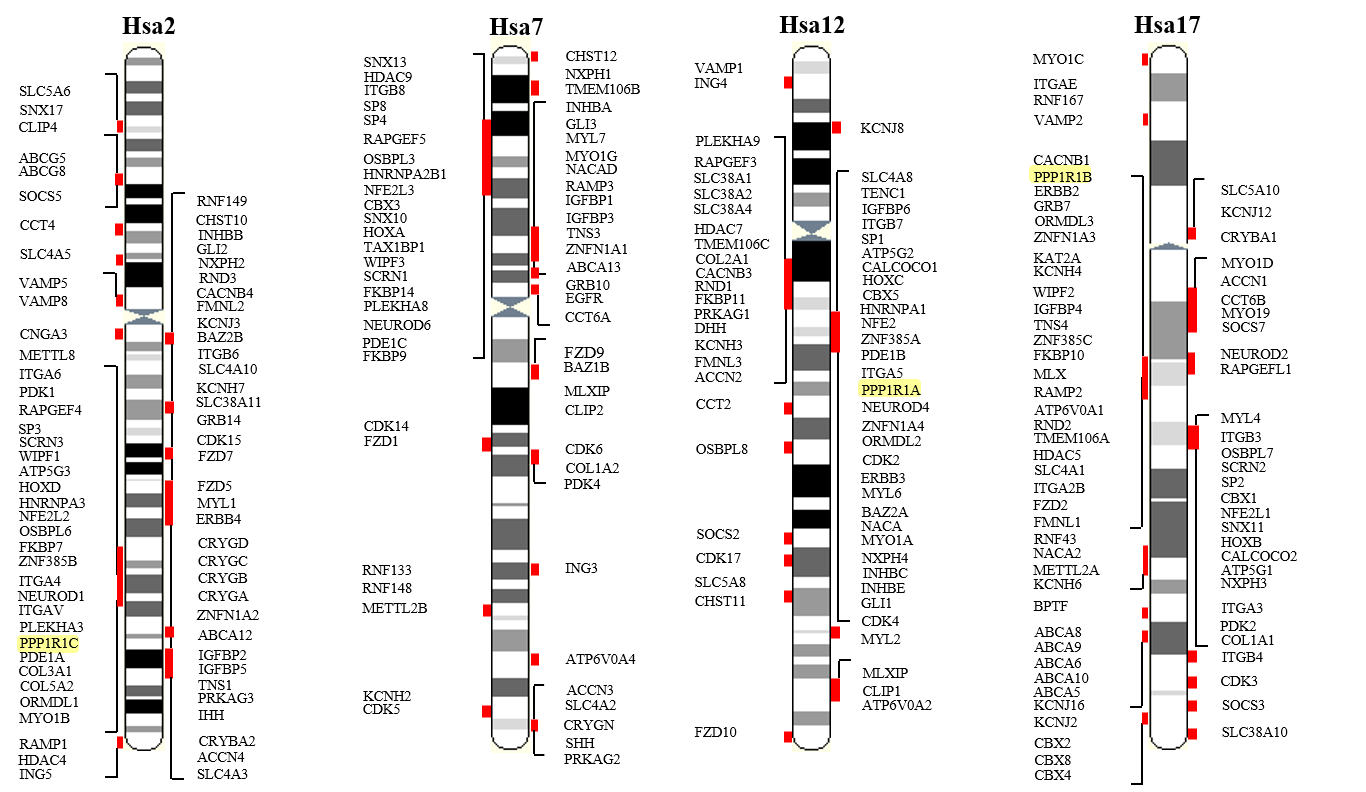 Hsa2
SLC5A6
SNX17
CLIP4
ABCG5
ABCG8
SOCS5
CCT4
SLC4A5
VAMP5
VAMP8
CNGA3
METTL8
ITGA6
PDK1
RAPGEF4
SP3
SCRN3
WIPF1
ATP5G3
HOXD
HNRNPA3
NFE2L2
OSBPL6
FKBP7
ZNF385B
ITGA4
NEUROD1
ITGAV
PLEKHA3
PPP1R1C
PDE1A
COL3A1
COL5A2
ORMDL1
MYO1B
RAMP1
HDAC4
ING5
RNF149
CHST10
INHBB
GLI2
NXPH2
RND3
CACNB4
FMNL2
KCNJ3
BAZ2B
ITGB6
SLC4A10
KCNH7
SLC38A11
GRB14
CDK15
FZD7
FZD5
MYL1
ERBB4
CRYGD
CRYGC
CRYGB
CRYGA
ZNFN1A2
ABCA12
IGFBP2
IGFBP5
TNS1
PRKAG3
IHH
CRYBA2
ACCN4
SLC4A3
Hsa7
SNX13
HDAC9
ITGB8
SP8
SP4
RAPGEF5
OSBPL3
HNRNPA2B1
NFE2L3
CBX3
SNX10
HOXA
TAX1BP1
WIPF3
SCRN1
FKBP14
PLEKHA8
NEUROD6
PDE1C
FKBP9
CDK14
FZD1
RNF133
RNF148
METTL2B
KCNH2
CDK5
CHST12
NXPH1
TMEM106B
INHBA
GLI3
MYL7
MYO1G
NACAD
RAMP3
IGFBP1
IGFBP3
TNS3
ZNFN1A1
ABCA13
GRB10
EGFR
CCT6A
FZD9
BAZ1B
MLXIP
CLIP2
CDK6
COL1A2
PDK4
ING3
ATP6V0A4
ACCN3
SLC4A2
CRYGN
SHH
PRKAG2
Hsa12
VAMP1
ING4
PLEKHA9
RAPGEF3
SLC38A1
SLC38A2
SLC38A4
HDAC7
TMEM106C
COL2A1
CACNB3
RND1
FKBP11
PRKAG1
DHH
KCNH3
FMNL3
ACCN2
CCT2
OSBPL8
SOCS2
CDK17
SLC5A8
CHST11
FZD10
KCNJ8
SLC4A8
TENC1
IGFBP6
ITGB7
SP1
ATP5G2
CALCOCO1
HOXC
CBX5
HNRNPA1
NFE2
ZNF385A
PDE1B
ITGA5
PPP1R1A
NEUROD4
ZNFN1A4
ORMDL2
CDK2
ERBB3
MYL6
BAZ2A
NACA
MYO1A
NXPH4
INHBC
INHBE
GLI1
CDK4
MYL2
MLXIP
CLIP1
ATP6V0A2
Hsa17
MYO1C
ITGAE
RNF167
VAMP2
CACNB1
PPP1R1B
ERBB2
GRB7
ORMDL3
ZNFN1A3
KAT2A
KCNH4
WIPF2
IGFBP4
TNS4
ZNF385C
FKBP10
MLX
RAMP2
ATP6V0A1
RND2
TMEM106A
HDAC5
SLC4A1
ITGA2B
FZD2
FMNL1
RNF43
NACA2
METTL2A
KCNH6
BPTF
ABCA8
ABCA9
ABCA6
ABCA10
ABCA5
KCNJ16
KCNJ2
CBX2
CBX8
CBX4
SLC5A10
KCNJ12
CRYBA1
MYO1D
ACCN1
CCT6B
MYO19
SOCS7
NEUROD2
RAPGEFL1
MYL4
ITGB3
OSBPL7
SCRN2
SP2
CBX1
NFE2L1
SNX11
HOXB
CALCOCO2
ATP5G1
NXPH3
ITGA3
PDK2
COL1A1
ITGB4
CDK3
SOCS3
SLC38A10